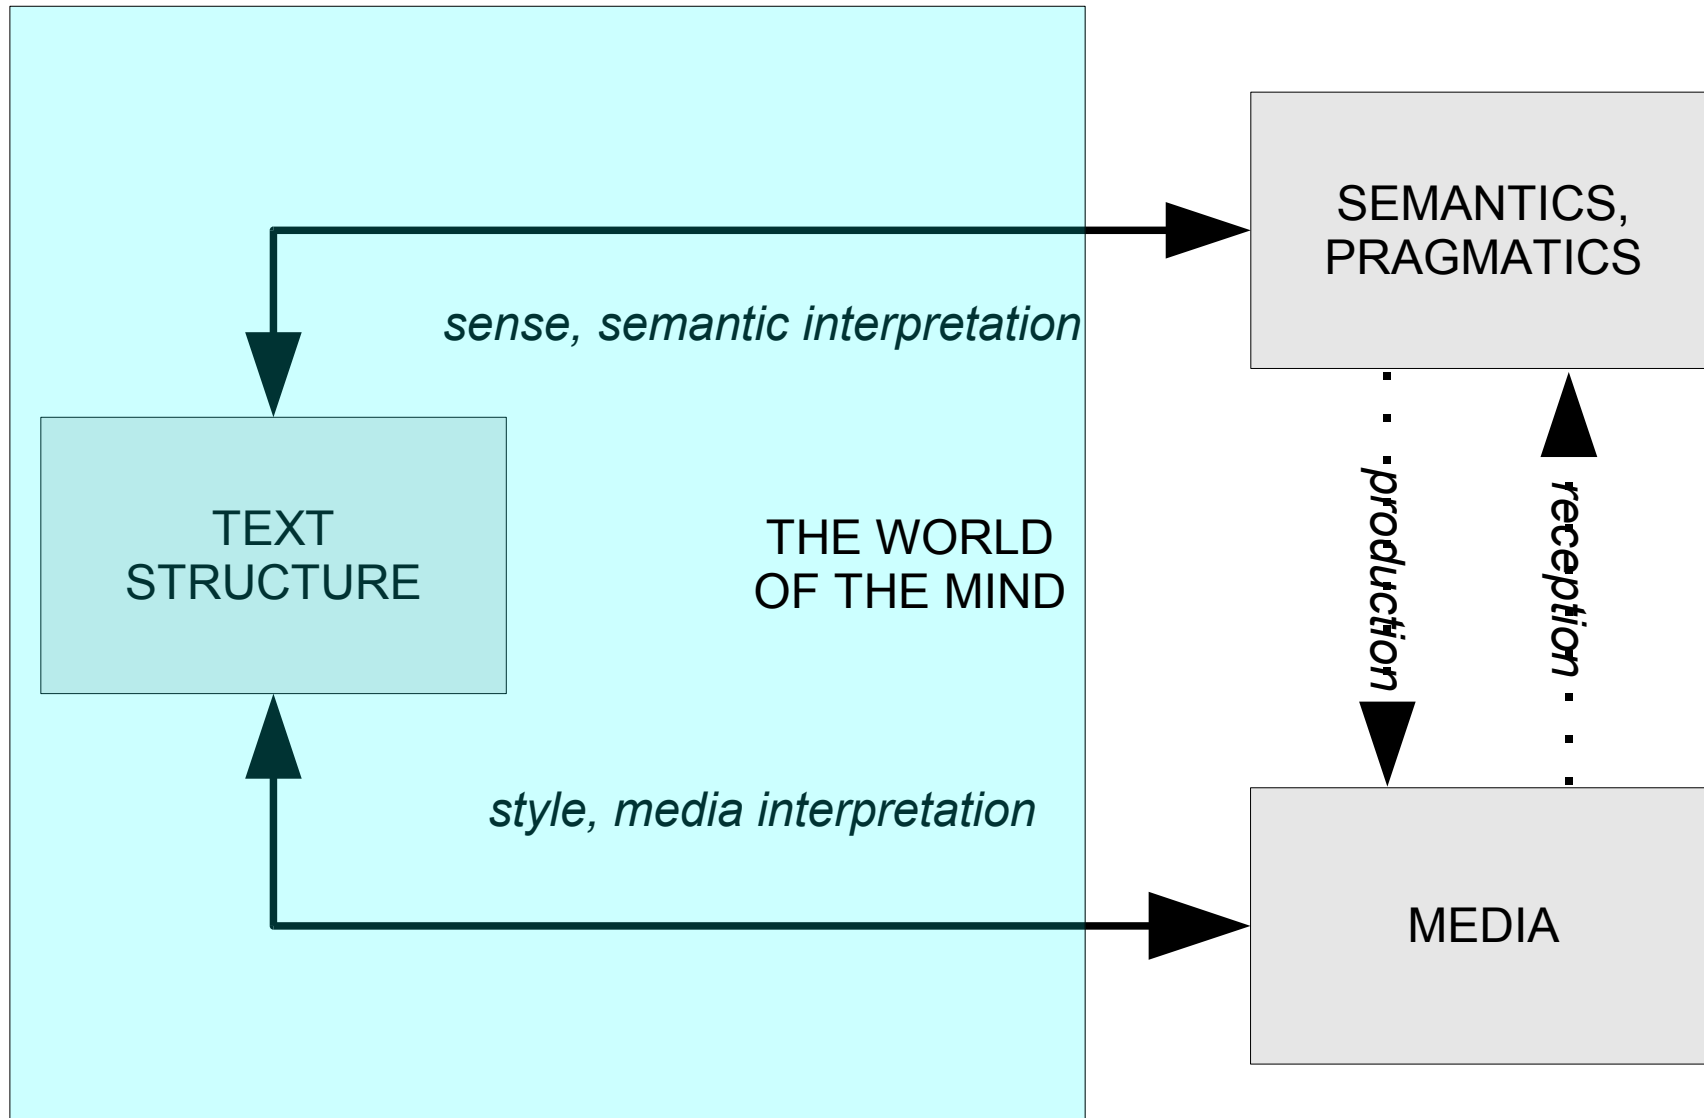 SEMANTICS,
PRAGMATICS
sense, semantic interpretation
TEXT
STRUCTURE
THE WORLD
OF THE MIND
production
reception
style, media interpretation
MEDIA